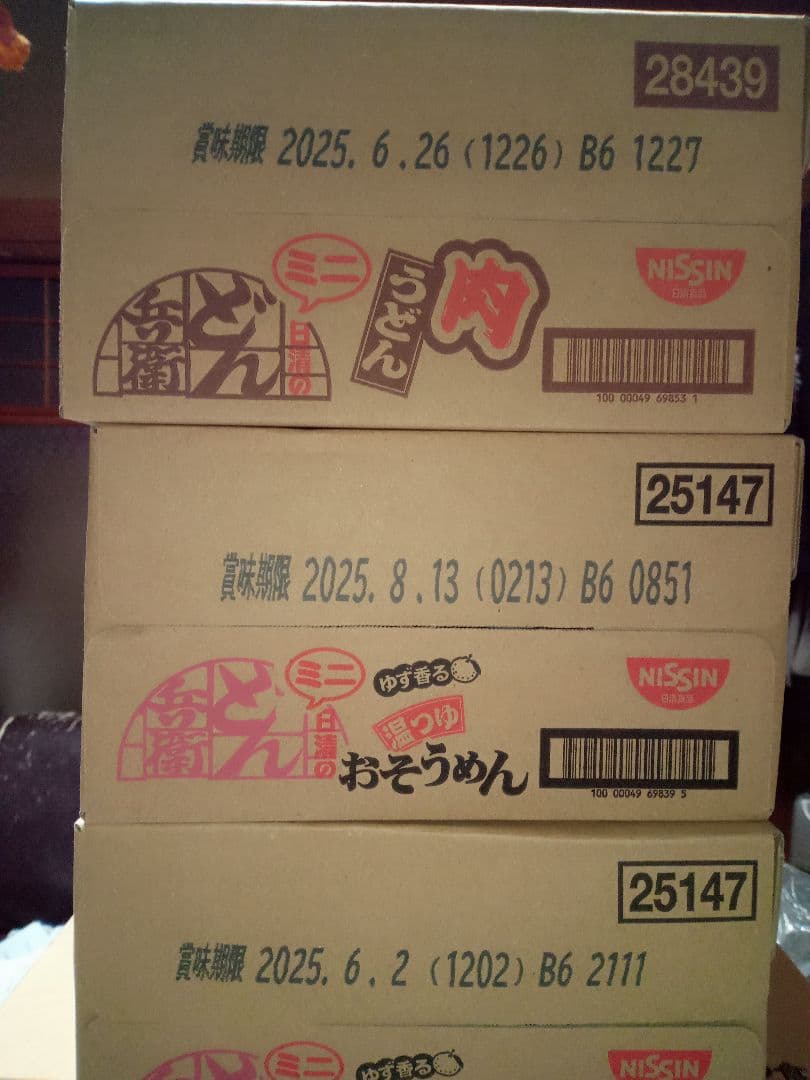 28439
賞味期限 2025. 6 .26 (1226) B6 1227
ミニ
日清の
どん
兵衛
うどん
肉
NISSIN
日清食品
100 00049 69853 1
25147
賞味期限 2025. 8 .13 (0213) B6 0851
ミニ
日清の
どん
兵衛
ゆず香る
温つゆ
おそうめん
NISSIN
日清食品
100 00049 69839 5
25147
賞味期限 2025. 6 . 2 (1202) B6 2111
ミニ
ゆず香る
NISSIN